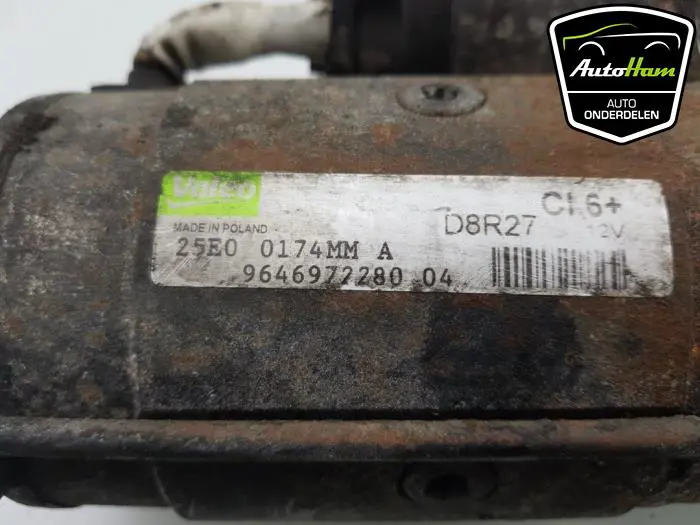 AutoHam
AUTO
ONDERDELEN
Valeo
MADE IN POLAND
D8R27
CL6+
12V
25E0 0174MM A
9646972280 04